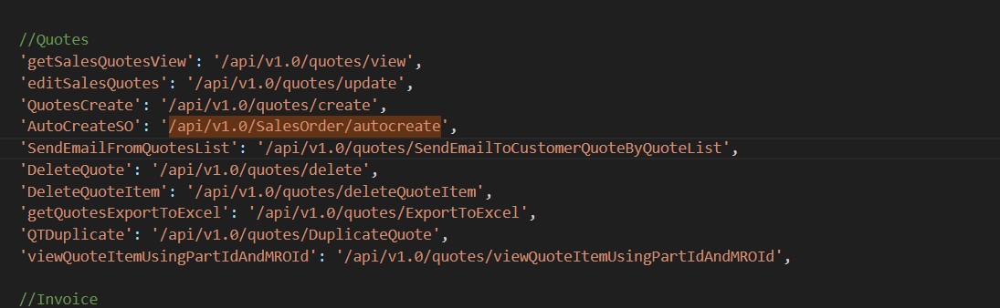 //Quotes
'getSalesQuotesView': '/api/v1.0/quotes/view',
'editSalesQuotes': '/api/v1.0/quotes/update',
'QuotesCreate': '/api/v1.0/quotes/create',
'AutoCreateSO': '/api/v1.0/SalesOrder/autocreate',
'SendEmailFromQuotesList': '/api/v1.0/quotes/SendEmailToCustomerQuoteByQuoteList',
'DeleteQuote': '/api/v1.0/quotes/delete',
'DeleteQuoteItem': '/api/v1.0/quotes/deleteQuoteItem',
'getQuotesExportToExcel': '/api/v1.0/quotes/ExportToExcel',
'QTDuplicate': '/api/v1.0/quotes/DuplicateQuote',
'viewQuoteItemUsingPartIdAndMROId': '/api/v1.0/quotes/viewQuoteItemUsingPartIdAndMROId',
//Invoice